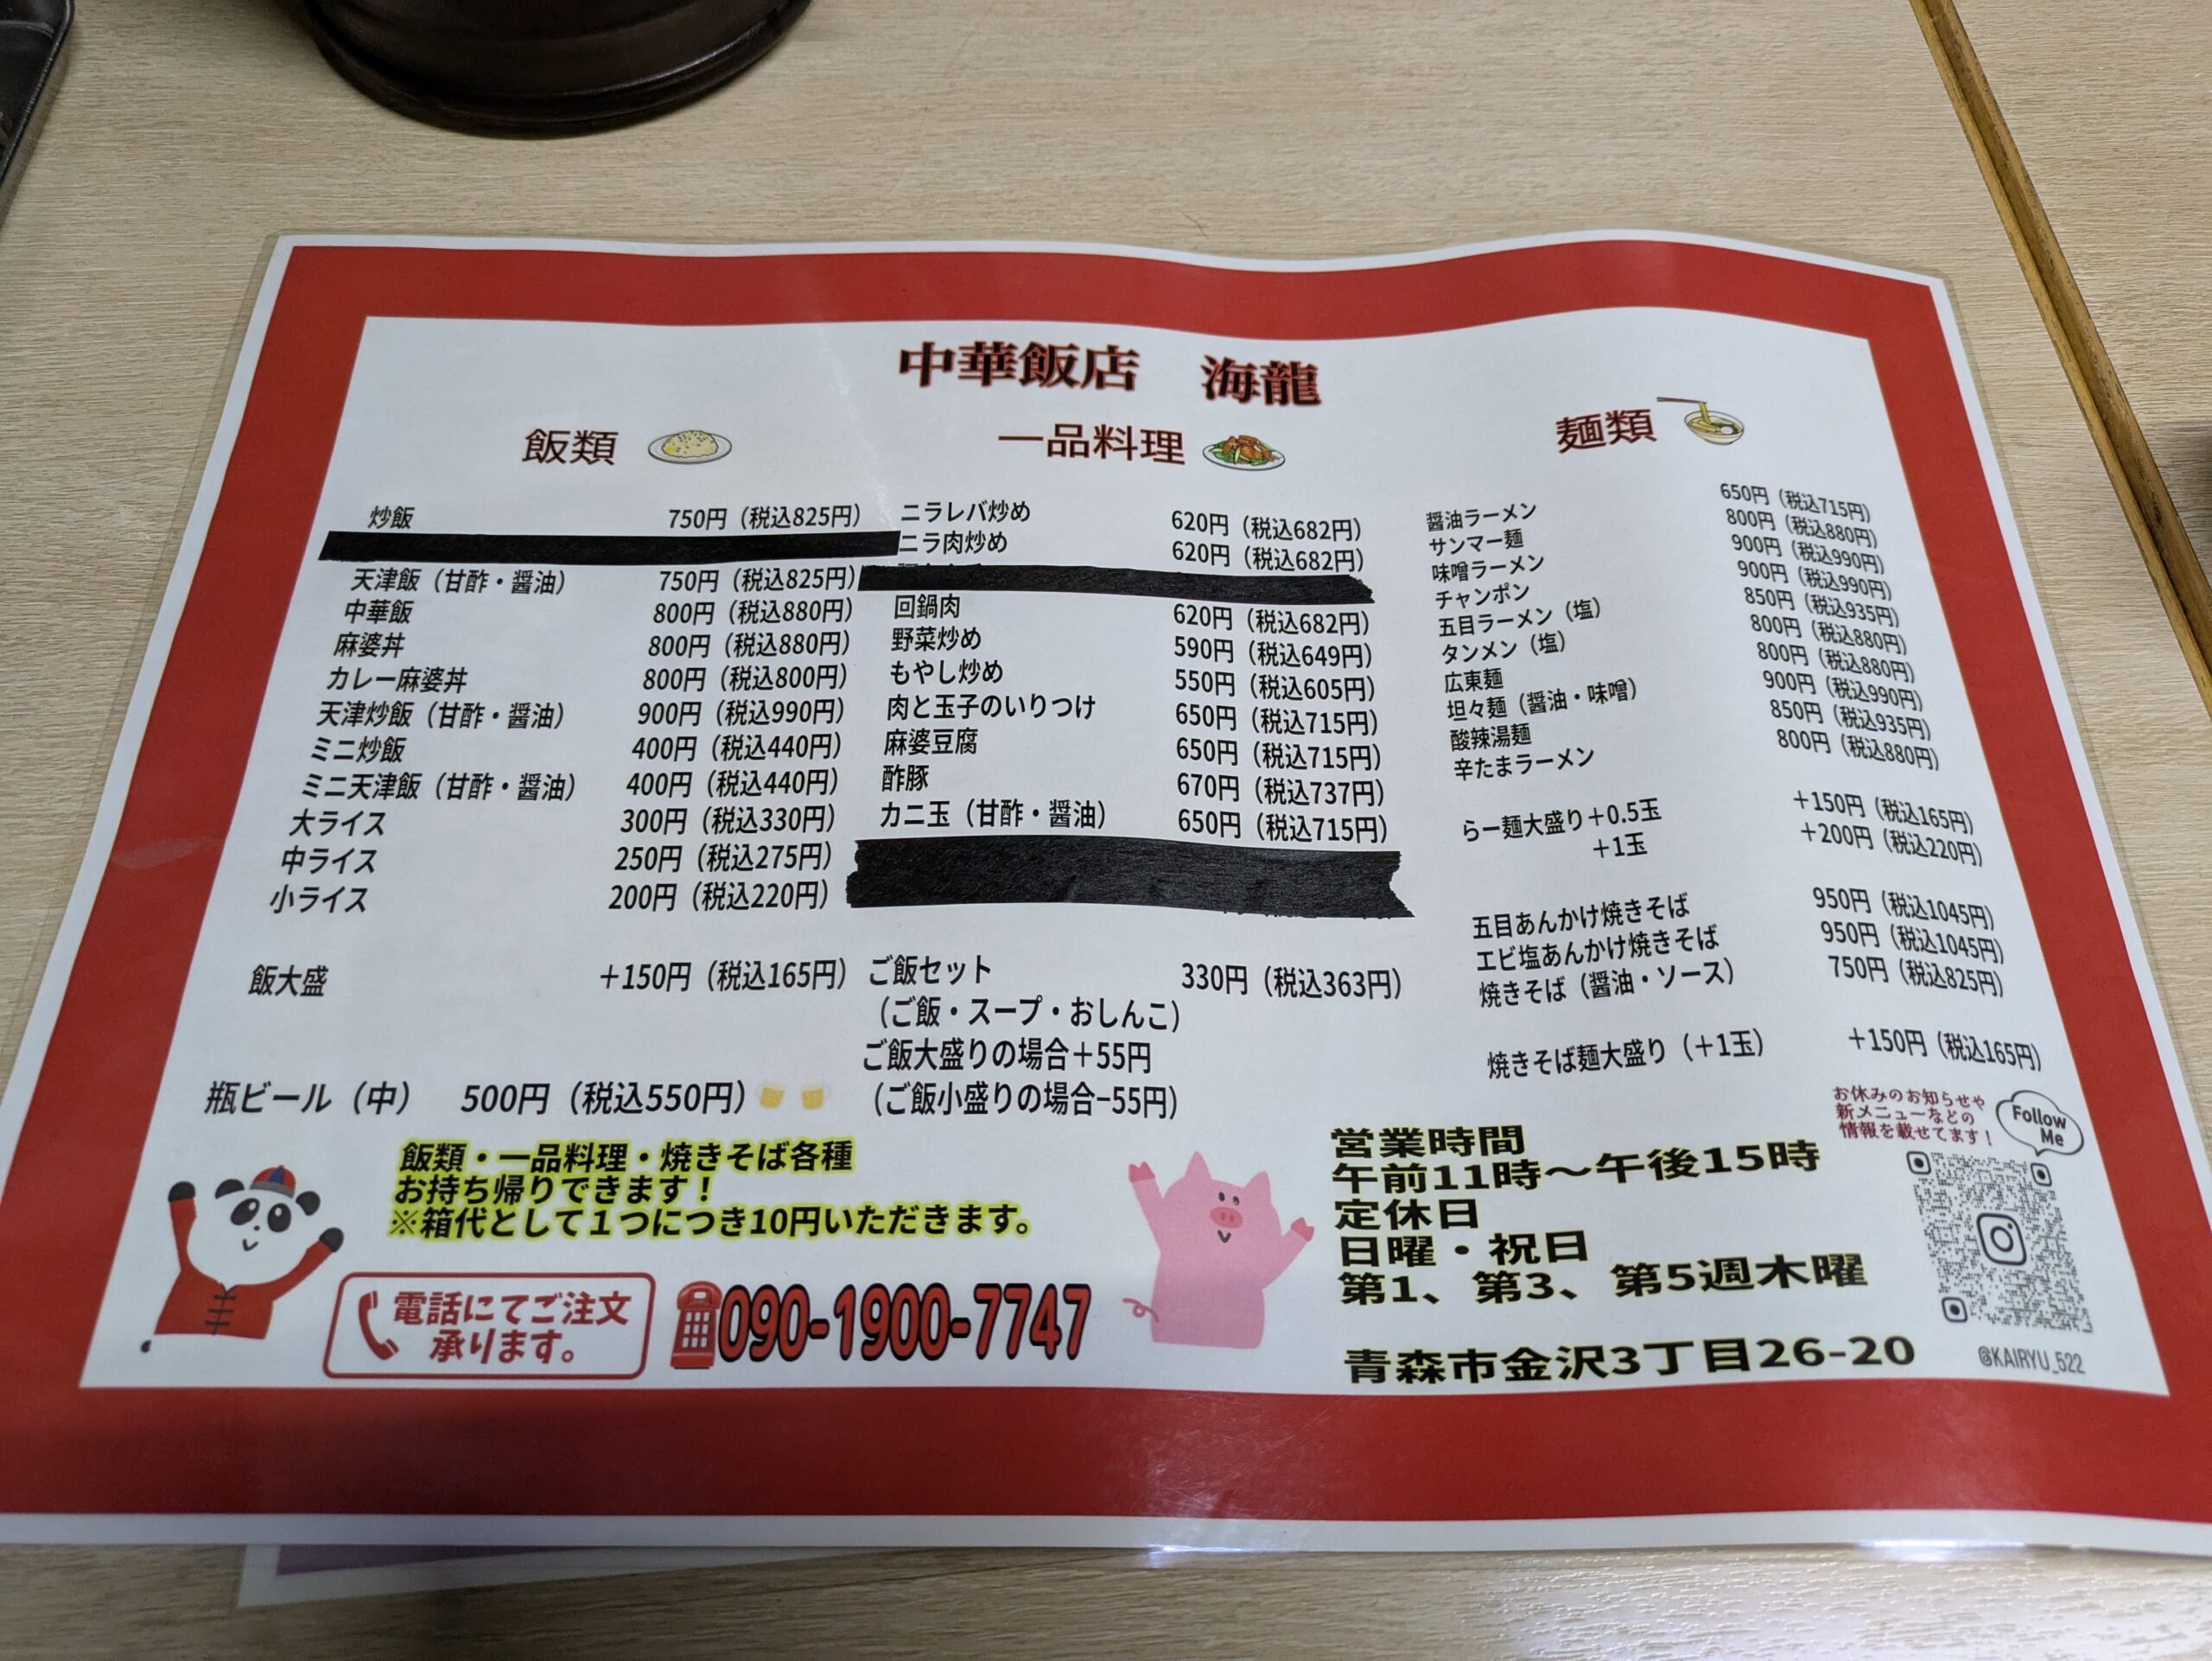 中華飯店 海龍
飯類
炒飯 750円（税込825円）
天津飯（甘酢・醤油） 750円（税込825円）
中華飯 800円（税込880円）
麻婆丼 800円（税込880円）
カレー麻婆丼 800円（税込800円）
天津炒飯（甘酢・醤油） 900円（税込990円）
ミニ炒飯 400円（税込440円）
ミニ天津飯（甘酢・醤油） 400円（税込440円）
大ライス 300円（税込330円）
中ライス 250円（税込275円）
小ライス 200円（税込220円）
飯大盛 +150円（税込165円）
瓶ビール（中） 500円（税込550円）
一品料理
ニラレバ炒め 620円（税込682円）
ニラ肉炒め 620円（税込682円）
回鍋肉 620円（税込682円）
野菜炒め 590円（税込649円）
もやし炒め 550円（税込605円）
肉と玉子のいりつけ 650円（税込715円）
麻婆豆腐 650円（税込715円）
酢豚 670円（税込737円）
カニ玉（甘酢・醤油） 650円（税込715円）
ご飯セット 330円（税込363円）
（ご飯・スープ・おしんこ）
ご飯大盛りの場合+55円
（ご飯小盛りの場合−55円）
麺類
醤油ラーメン 650円（税込715円）
サンマー麺 800円（税込880円）
味噌ラーメン 900円（税込990円）
チャンポン 900円（税込990円）
五目ラーメン（塩） 850円（税込935円）
タンメン（塩） 800円（税込880円）
広東麺 800円（税込880円）
坦々麺（醤油・味噌） 900円（税込990円）
酸辣湯麺 850円（税込935円）
辛たまラーメン 800円（税込880円）
らー麺大盛り+0.5玉 +150円（税込165円）
+1玉 +200円（税込220円）
五目あんかけ焼きそば 950円（税込1045円）
エビ塩あんかけ焼きそば 950円（税込1045円）
焼きそば（醤油・ソース） 750円（税込825円）
焼きそば麺大盛り（+1玉） +150円（税込165円）
飯類・一品料理・焼きそば各種
お持ち帰りできます！
※箱代として１つにつき10円いただきます。
電話にてご注文
承ります。
090-1900-7747
営業時間
午前11時～午後15時
定休日
日曜・祝日
第1、第3、第5週木曜
青森市金沢3丁目26-20
お休みのお知らせや
新メニューなどの
情報を載せてます！
Follow
Me
@KAIRYU_522